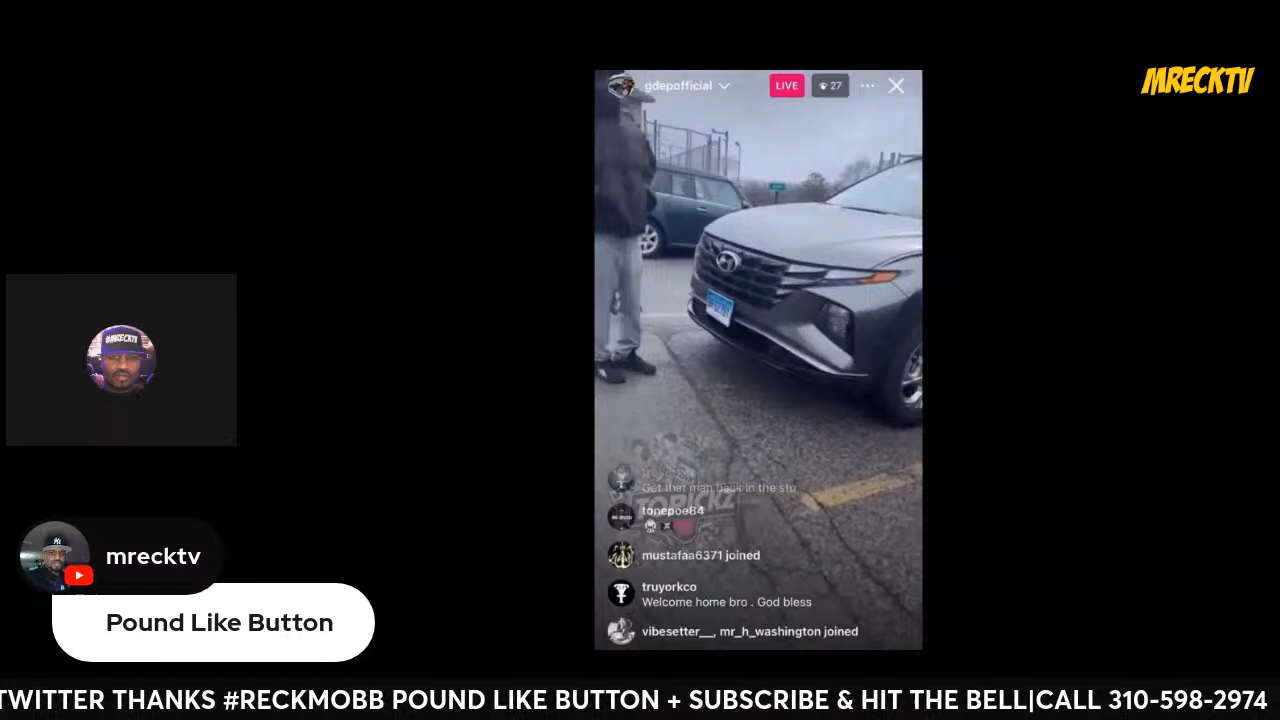 gdepofficial
LIVE
27
MRECKTV
#MRECKTV
Get that man back in the stu
TOPICKZ
tonepoe84
mustafaa6371 joined
truyorkco
Welcome home bro . God bless
vibesetter__, mr_h_washington joined
mrecktv
Pound Like Button
TWITTER THANKS #RECKMOBB POUND LIKE BUTTON + SUBSCRIBE & HIT THE BELL|CALL 310-598-2974